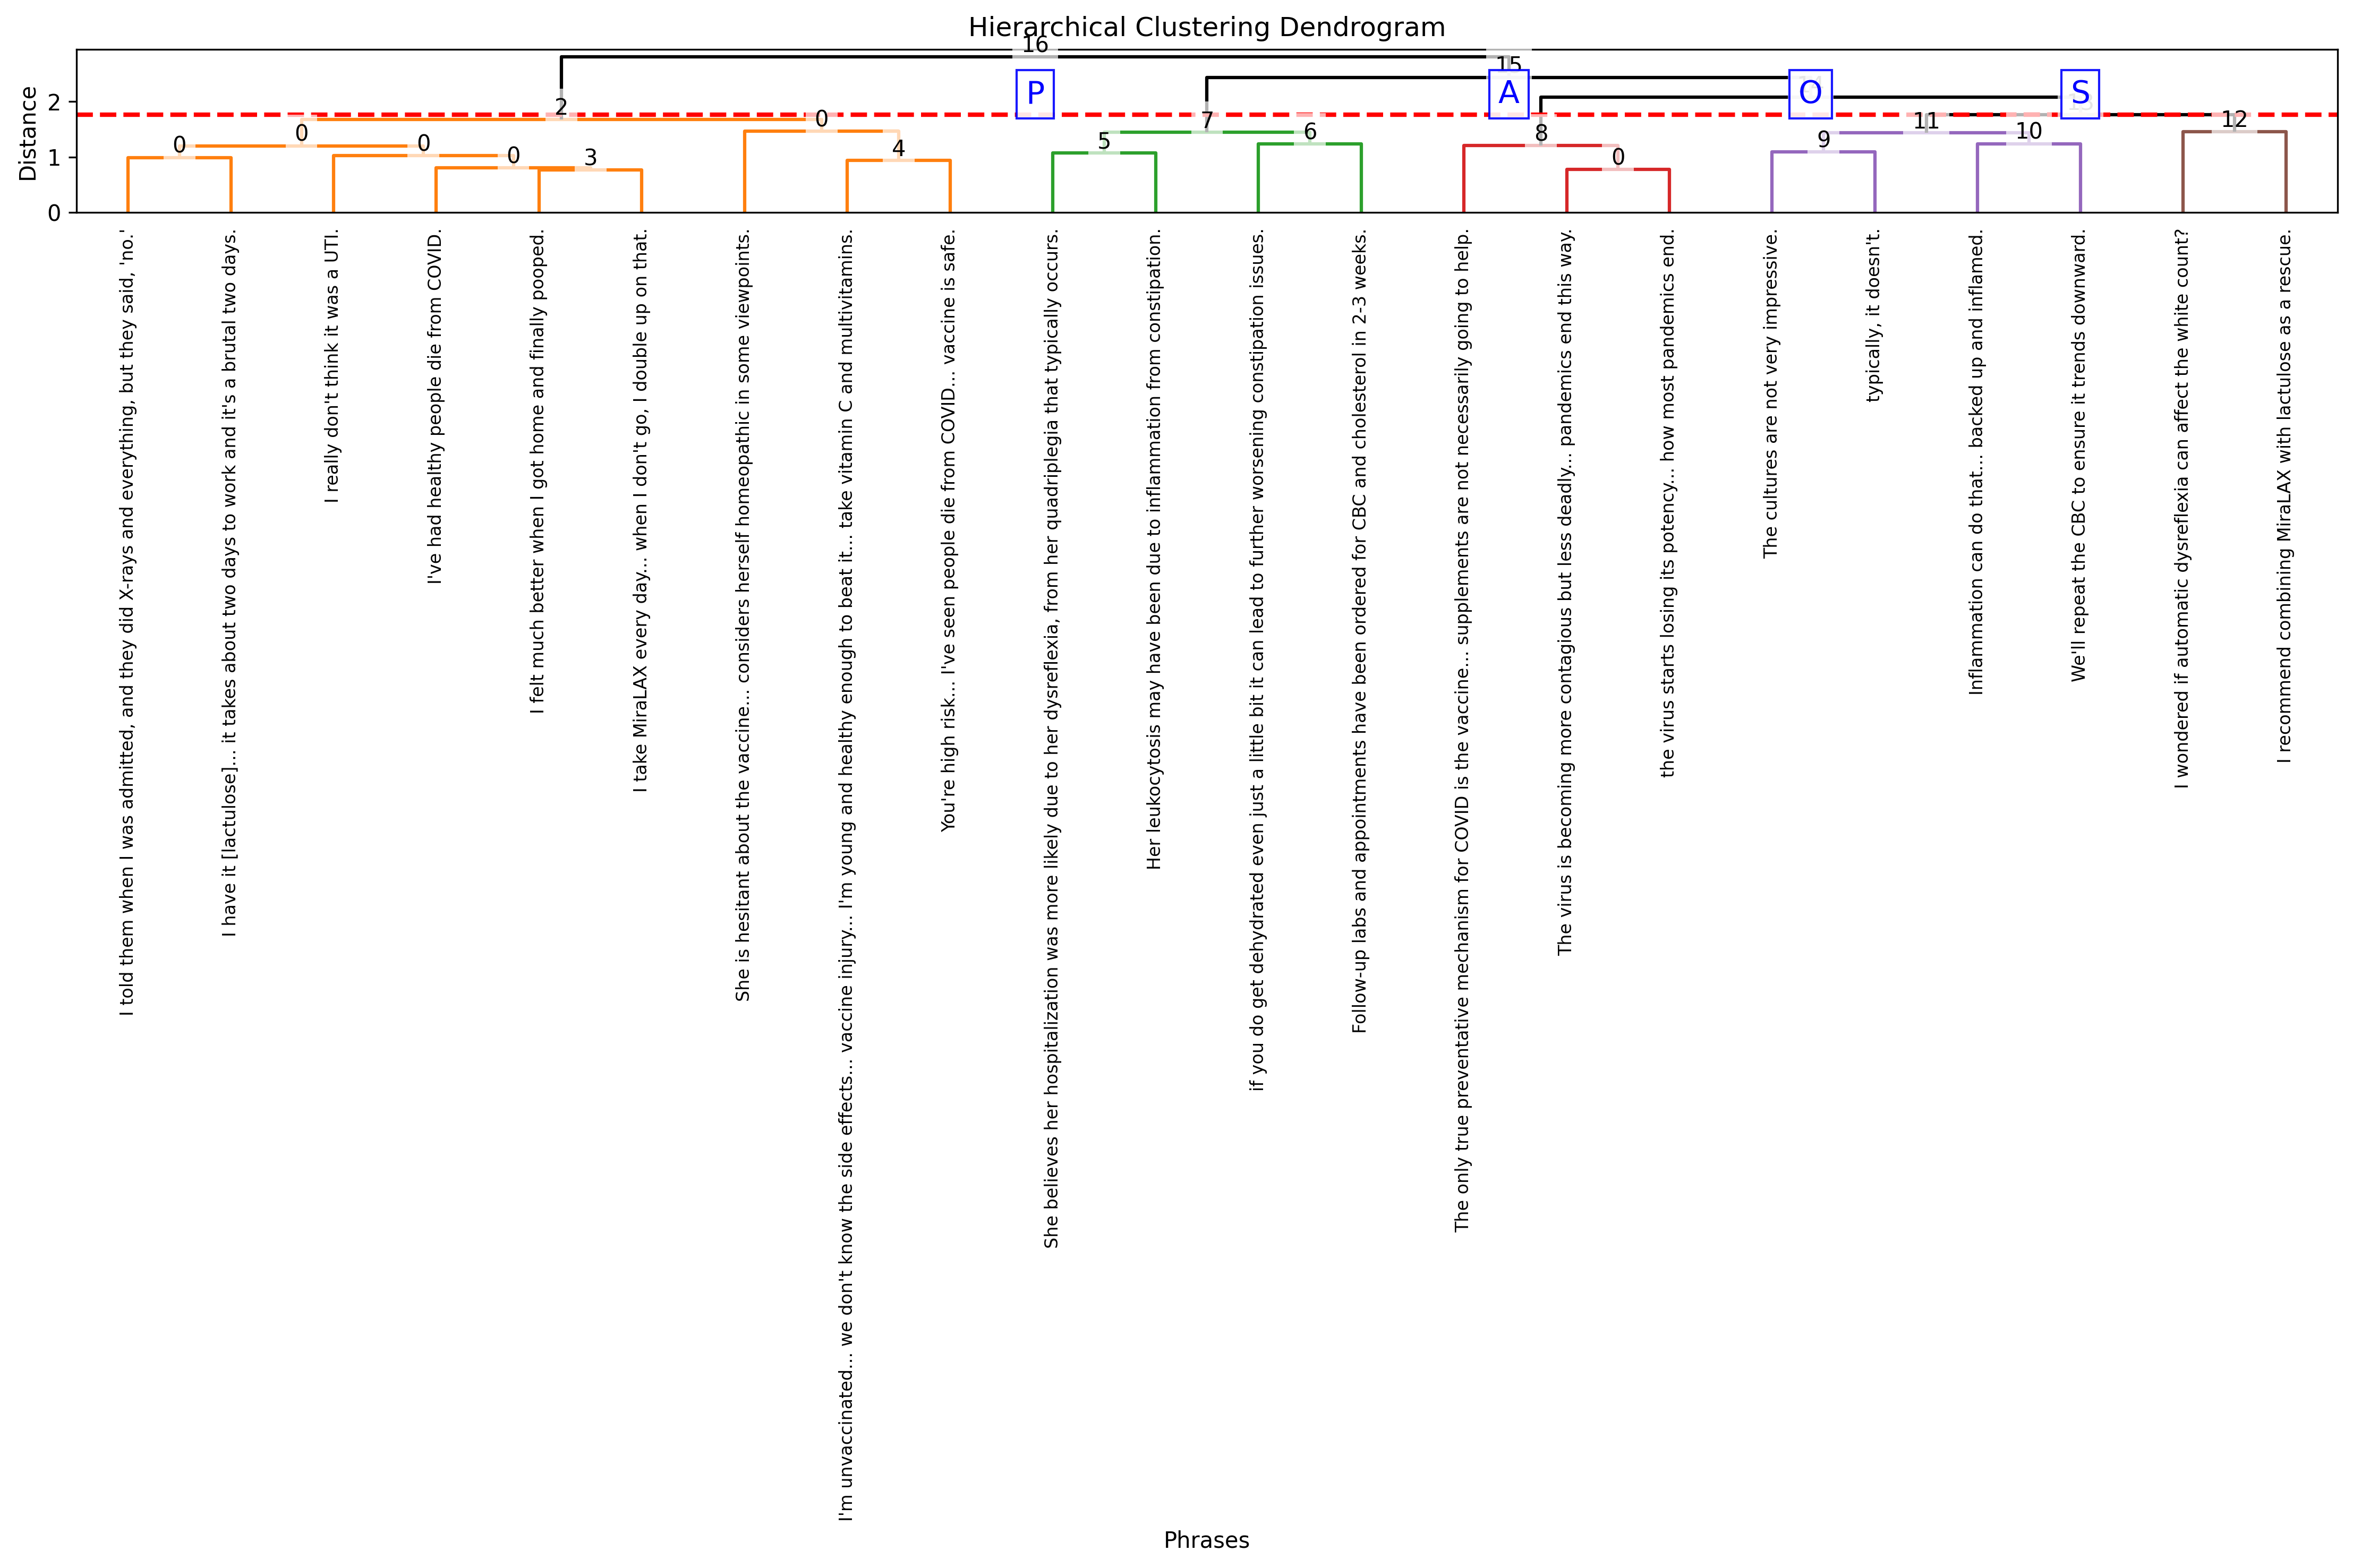 Hierarchical Clustering Dendrogram
16
15
P
A
O
S
Distance
2
1
0
2
0
7
8
11
12
0
0
0
0
3
4
5
6
0
9
10
I told them when I was admitted, and they did X-rays and everything, but they said, 'no.'
I have it [lactulose]... it takes about two days to work and it's a brutal two days.
I really don't think it was a UTI.
I've had healthy people die from COVID.
I felt much better when I got home and finally pooped.
I take MiraLAX every day... when I don't go, I double up on that.
She is hesitant about the vaccine... considers herself homeopathic in some viewpoints.
I'm unvaccinated... we don't know the side effects... vaccine injury... I'm young and healthy enough to beat it... take vitamin C and multivitamins.
You're high risk... I've seen people die from COVID... vaccine is safe.
She believes her hospitalization was more likely due to her dysreflexia, from her quadriplegia that typically occurs.
Her leukocytosis may have been due to inflammation from constipation.
if you do get dehydrated even just a little bit it can lead to further worsening constipation issues.
Follow-up labs and appointments have been ordered for CBC and cholesterol in 2-3 weeks.
The only true preventative mechanism for COVID is the vaccine... supplements are not necessarily going to help.
The virus is becoming more contagious but less deadly... pandemics end this way.
the virus starts losing its potency... how most pandemics end.
The cultures are not very impressive.
typically, it doesn't.
Inflammation can do that... backed up and inflamed.
We'll repeat the CBC to ensure it trends downward.
I wondered if automatic dysreflexia can affect the white count?
I recommend combining MiraLAX with lactulose as a rescue.
Phrases